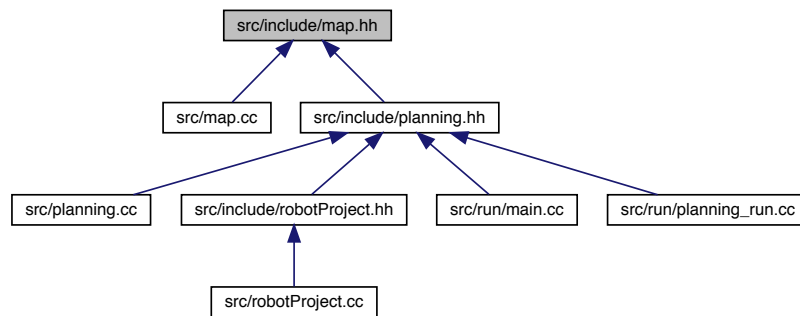 src/include/map.hh
src/map.cc
src/include/planning.hh
src/planning.cc
src/include/robotProject.hh
src/run/main.cc
src/run/planning_run.cc
src/robotProject.cc